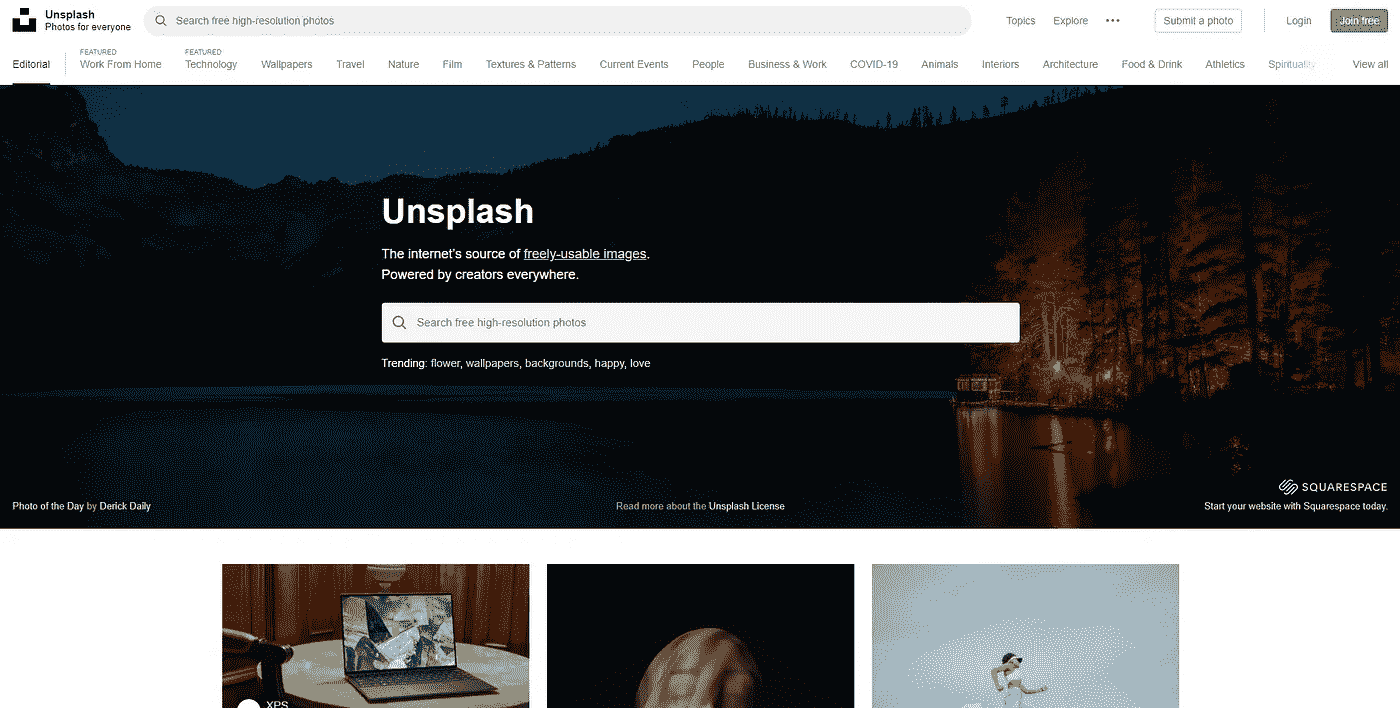 Unsplash
Photos for everyone
Search free high-resolution photos
Topics Explore ••• Submit a photo Login Join free
FEATURED FEATURED
Editorial Work From Home Technology Wallpapers Travel Nature Film Textures & Patterns Current Events People Business & Work COVID-19 Animals Interiors Architecture Food & Drink Athletics Spirituality View all
Unsplash
The internet's source of freely-usable images.
Powered by creators everywhere.
Search free high-resolution photos
Trending: flower, wallpapers, backgrounds, happy, love
SQUARESPACE
Photo of the Day by Derick Daily Read more about the Unsplash License Start your website with Squarespace today.
XPS